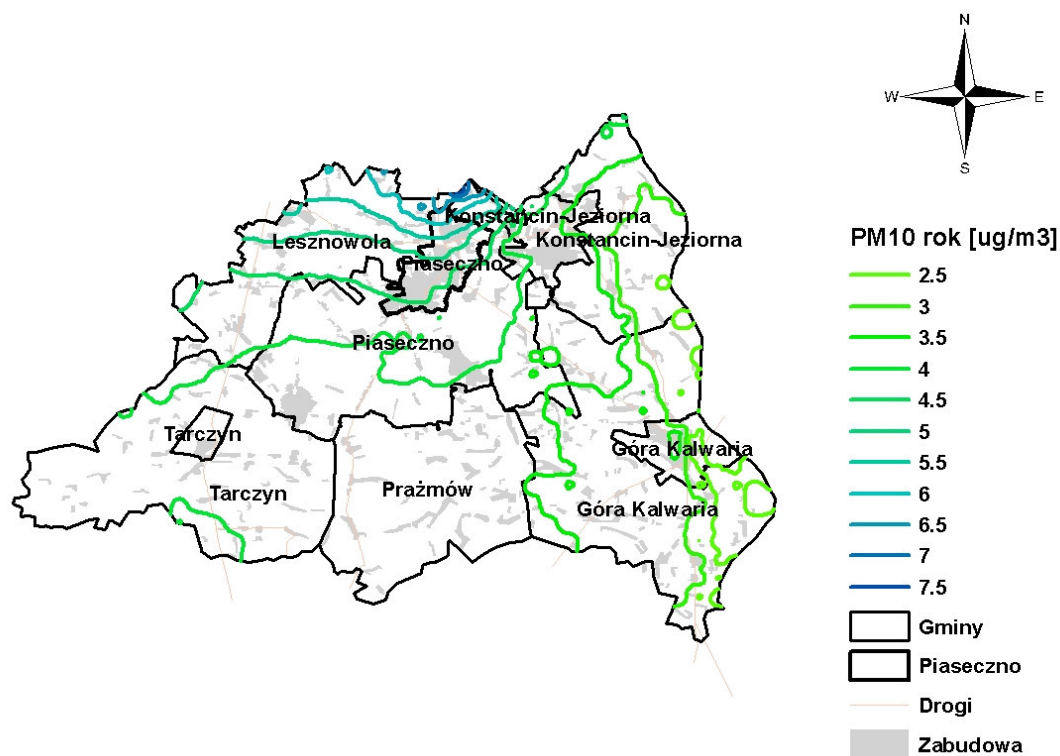 N
W E
S
Konstancin-Jeziorna
Lesznowola
Konstancin-Jeziorna
Piaseczno
Piaseczno
Tarczyn
Góra Kalwaria
Tarczyn
Prażmów
Góra Kalwaria
PM10 rok [ug/m3]
2.5
3
3.5
4
4.5
5
5.5
6
6.5
7
7.5
Gminy
Piaseczno
Drogi
Zabudowa